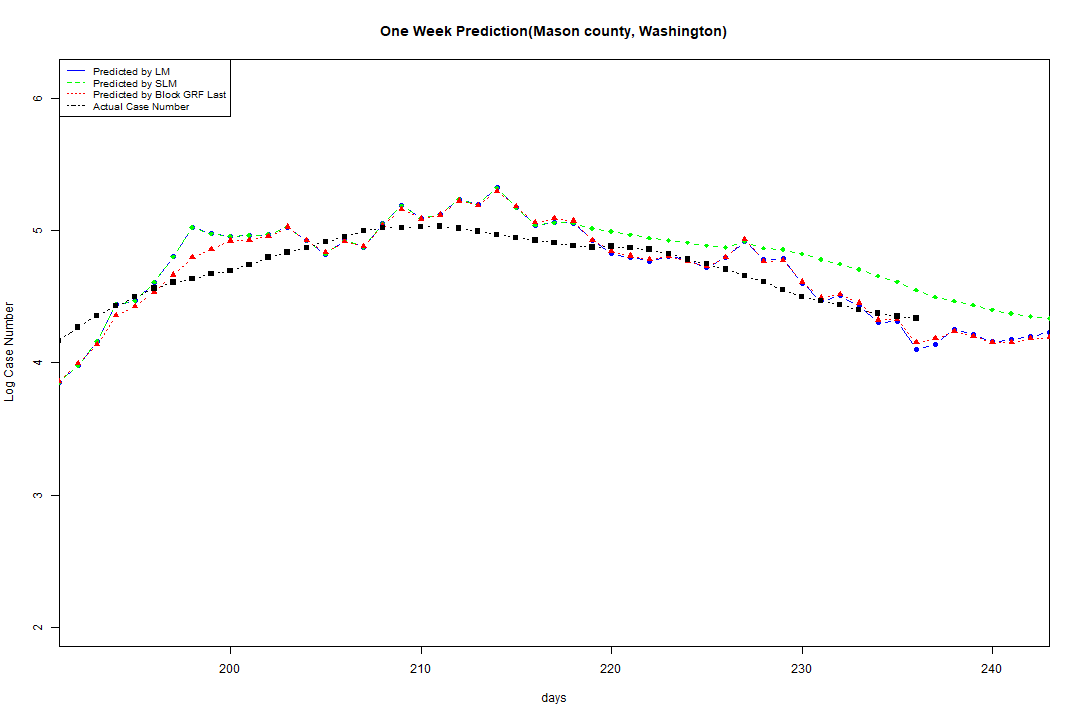 One Week Prediction(Mason county, Washington)
Predicted by LM
Predicted by SLM
Predicted by Block GRF Last
Actual Case Number
6
5
4
3
2
Log Case Number
200 210 220 230 240
days